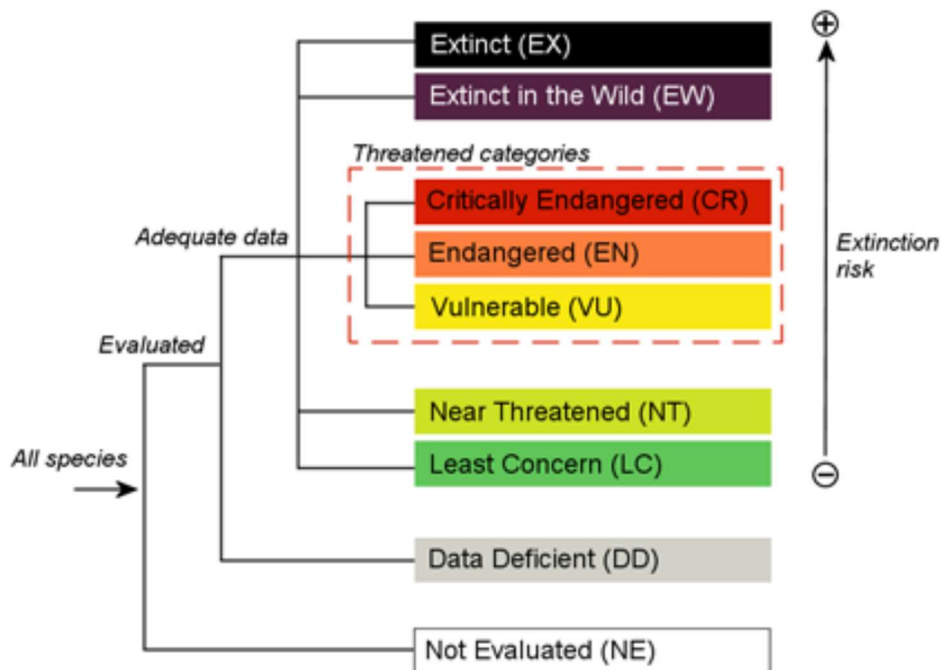 Extinct (EX)
Extinct in the Wild (EW)
Threatened categories
Critically Endangered (CR)
Adequate data
Endangered (EN)
Extinction
risk
Vulnerable (VU)
Evaluated
Near Threatened (NT)
All species
Least Concern (LC)
Data Deficient (DD)
Not Evaluated (NE)